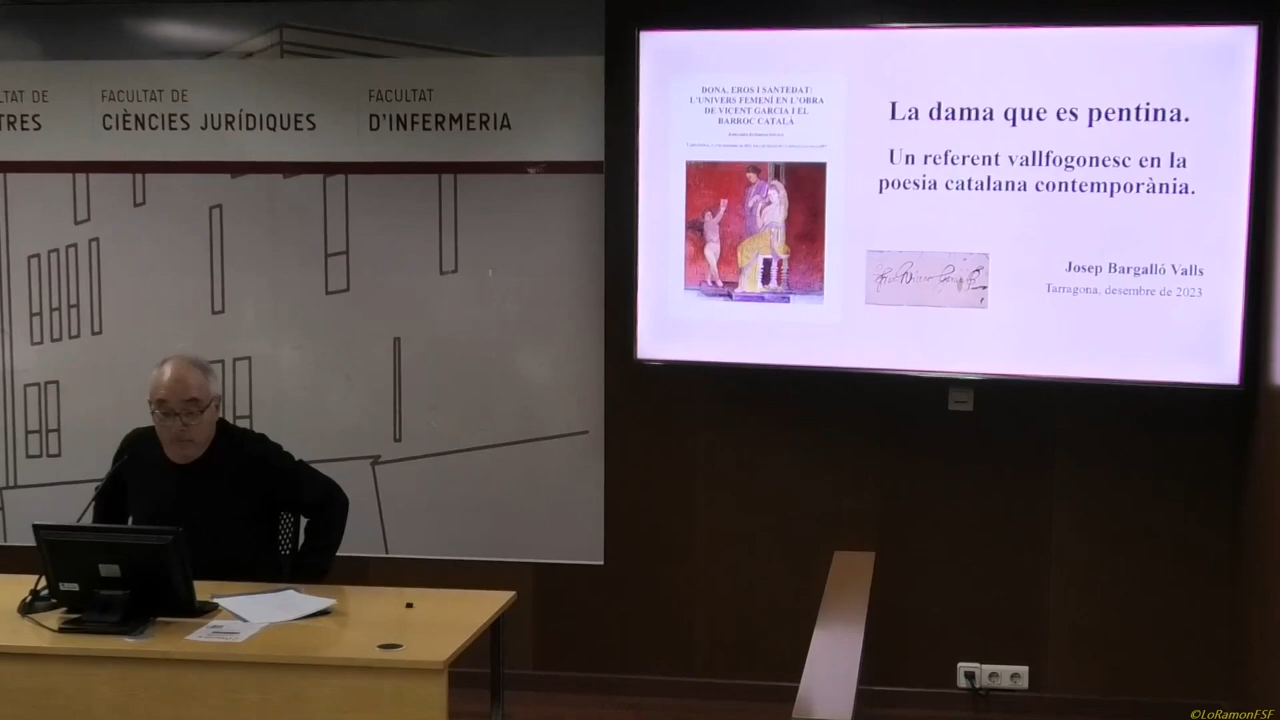 LTAT DE
TRES
FACULTAT DE
CIÈNCIES JURÍDIQUES
FACULTAT
D'INFERMERIA
DONA, EROS I SANTEDAT:
L'UNIVERS FEMENÍ EN L'OBRA
DE VICENT GARCIA I EL
BARROC CATALÀ
La dama que es pentina.
Un referent vallfogonesc en la
poesia catalana contemporània.
Josep Bargalló Valls
Tarragona, desembre de 2023
©LoRamonFSF